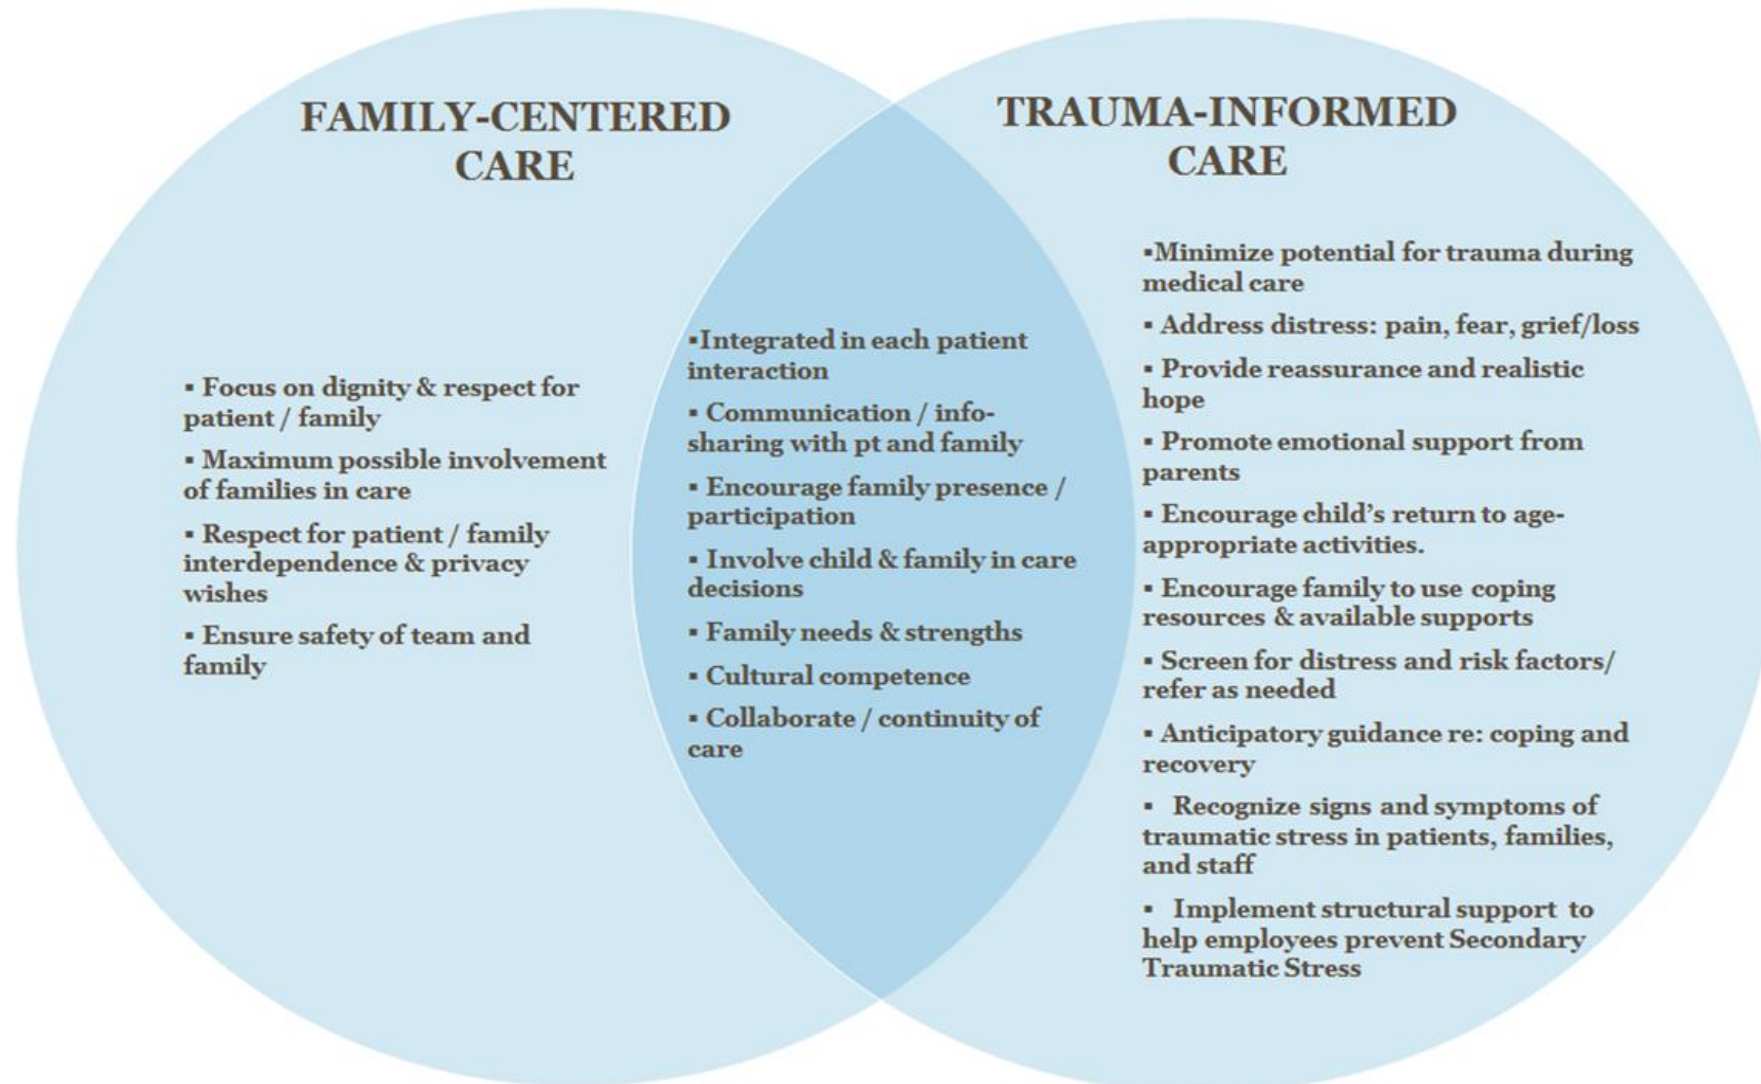 FAMILY-CENTERED
CARE
▪ Focus on dignity & respect for
patient / family
▪ Maximum possible involvement
of families in care
▪ Respect for patient / family
interdependence & privacy
wishes
▪ Ensure safety of team and
family
▪Integrated in each patient
interaction
▪ Communication / info-
sharing with pt and family
▪ Encourage family presence /
participation
▪ Involve child & family in care
decisions
▪ Family needs & strengths
▪ Cultural competence
▪ Collaborate / continuity of
care
TRAUMA-INFORMED
CARE
▪Minimize potential for trauma during
medical care
▪ Address distress: pain, fear, grief/loss
▪ Provide reassurance and realistic
hope
▪ Promote emotional support from
parents
▪ Encourage child’s return to age-
appropriate activities.
▪ Encourage family to use coping
resources & available supports
▪ Screen for distress and risk factors/
refer as needed
▪ Anticipatory guidance re: coping and
recovery
▪ Recognize signs and symptoms of
traumatic stress in patients, families,
and staff
▪ Implement structural support to
help employees prevent Secondary
Traumatic Stress